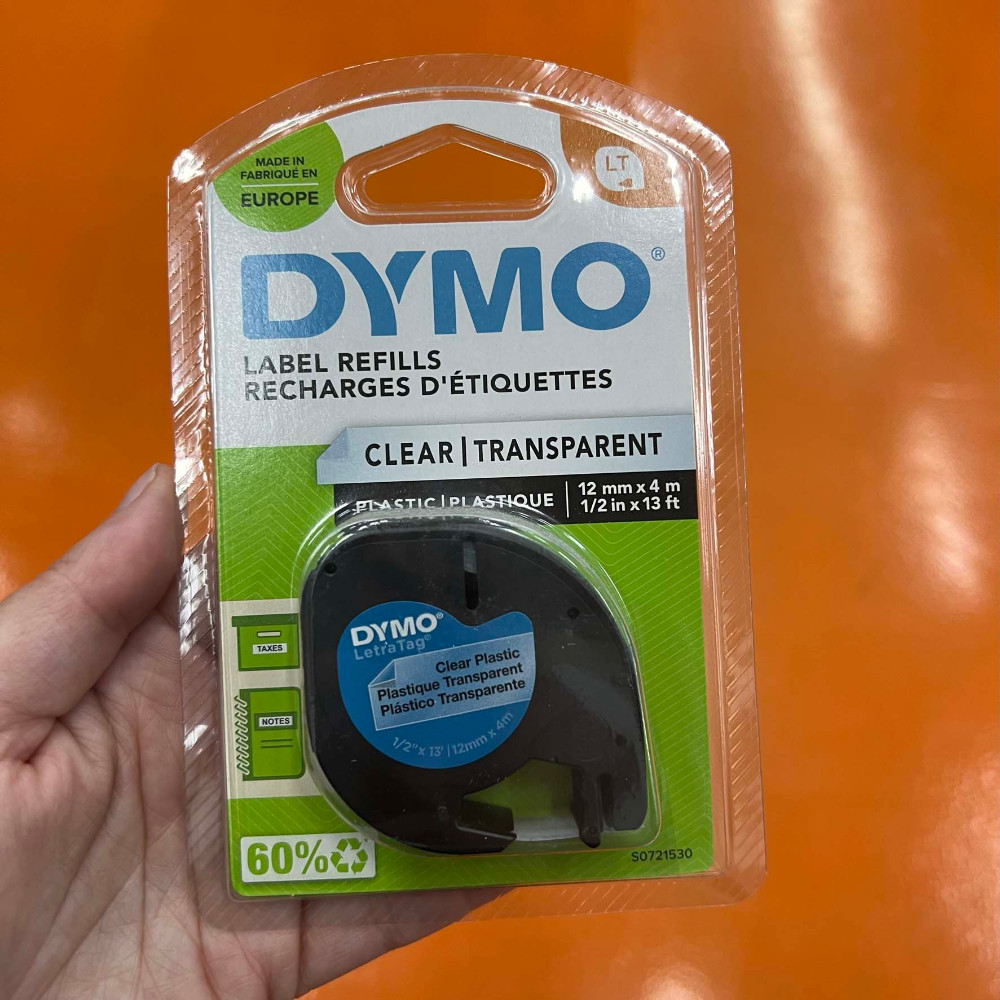 MADE IN
FABRIQUÉ EN
EUROPE
LT
DYMO®
LABEL REFILLS
RECHARGES D'ÉTIQUETTES
CLEAR | TRANSPARENT
PLASTIC | PLASTIQUE
12 mm x 4 m
1/2 in x 13 ft
DYMO®
LetraTag®
Clear Plastic
Plastique Transparent
Plástico Transparente
1/2" x 13' | 12mm x 4m
TAXES
NOTES
60%
S0721530